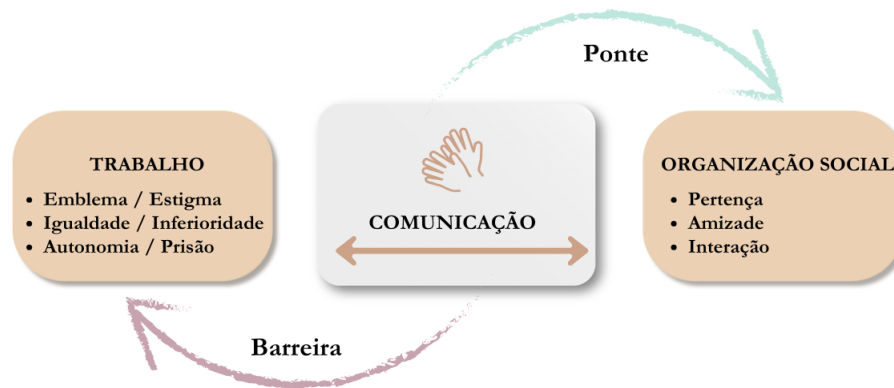 Ponte
TRABALHO
• Emblema / Estigma
• Igualdade / Inferioridade
• Autonomia / Prisão
COMUNICAÇÃO
ORGANIZAÇÃO SOCIAL
• Pertença
• Amizade
• Interação
Barreira